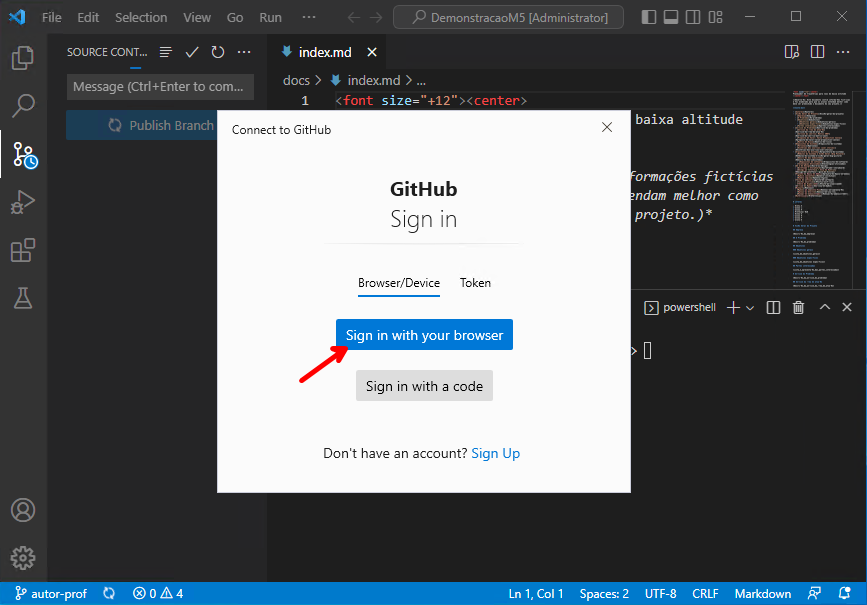 File Edit Selection View Go Run ··· DemonstracaoM5 [Administrator]
SOURCE CONT... ···
index.md
docs > index.md > ...
Message (Ctrl+Enter to com...
1 <font size="+12"><center>
Publish Branch
baixa altitude
formações fictícias
endam melhor como
projeto.)*
Connect to GitHub
GitHub
Sign in
Browser/Device Token
Sign in with your browser
Sign in with a code
Don't have an account? Sign Up
powershell
>
autor-prof 0 4 Ln 1, Col 1 Spaces: 2 UTF-8 CRLF Markdown